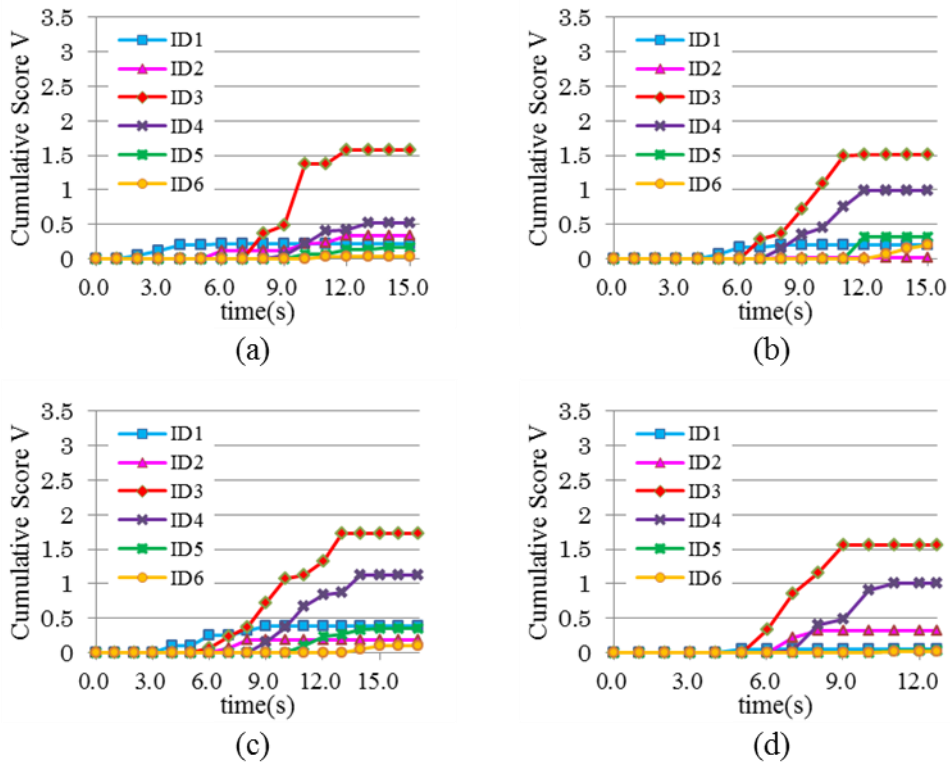 Cumulative Score V
3.5
3
2.5
2
1.5
1
0.5
0
ID1
ID2
ID3
ID4
ID5
ID6
0.0 3.0 6.0 9.0 12.0 15.0
time(s)
(a)
Cumulative Score V
3.5
3
2.5
2
1.5
1
0.5
0
ID1
ID2
ID3
ID4
ID5
ID6
0.0 3.0 6.0 9.0 12.0 15.0
time(s)
(b)
Cumulative Score V
3.5
3
2.5
2
1.5
1
0.5
0
ID1
ID2
ID3
ID4
ID5
ID6
0.0 3.0 6.0 9.0 12.0 15.0
time(s)
(c)
Cumulative Score V
3.5
3
2.5
2
1.5
1
0.5
0
ID1
ID2
ID3
ID4
ID5
ID6
0.0 3.0 6.0 9.0 12.0
time(s)
(d)